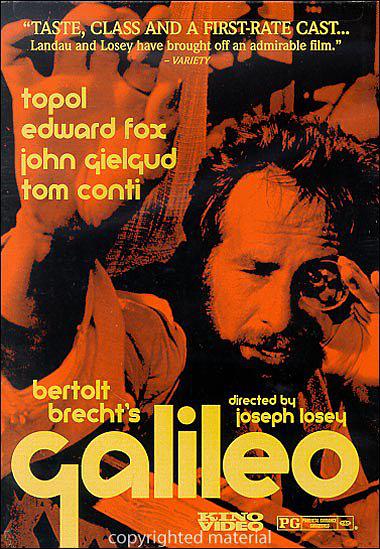 “TASTE, CLASS AND A FIRST-RATE CAST...
Landau and Losey have brought off an admirable film.”
– VARIETY
topol
edward fox
john gielgud
tom conti
bertolt
brecht's
directed by
joseph losey
galileo
KINO
VIDEO
PG
copyrighted material